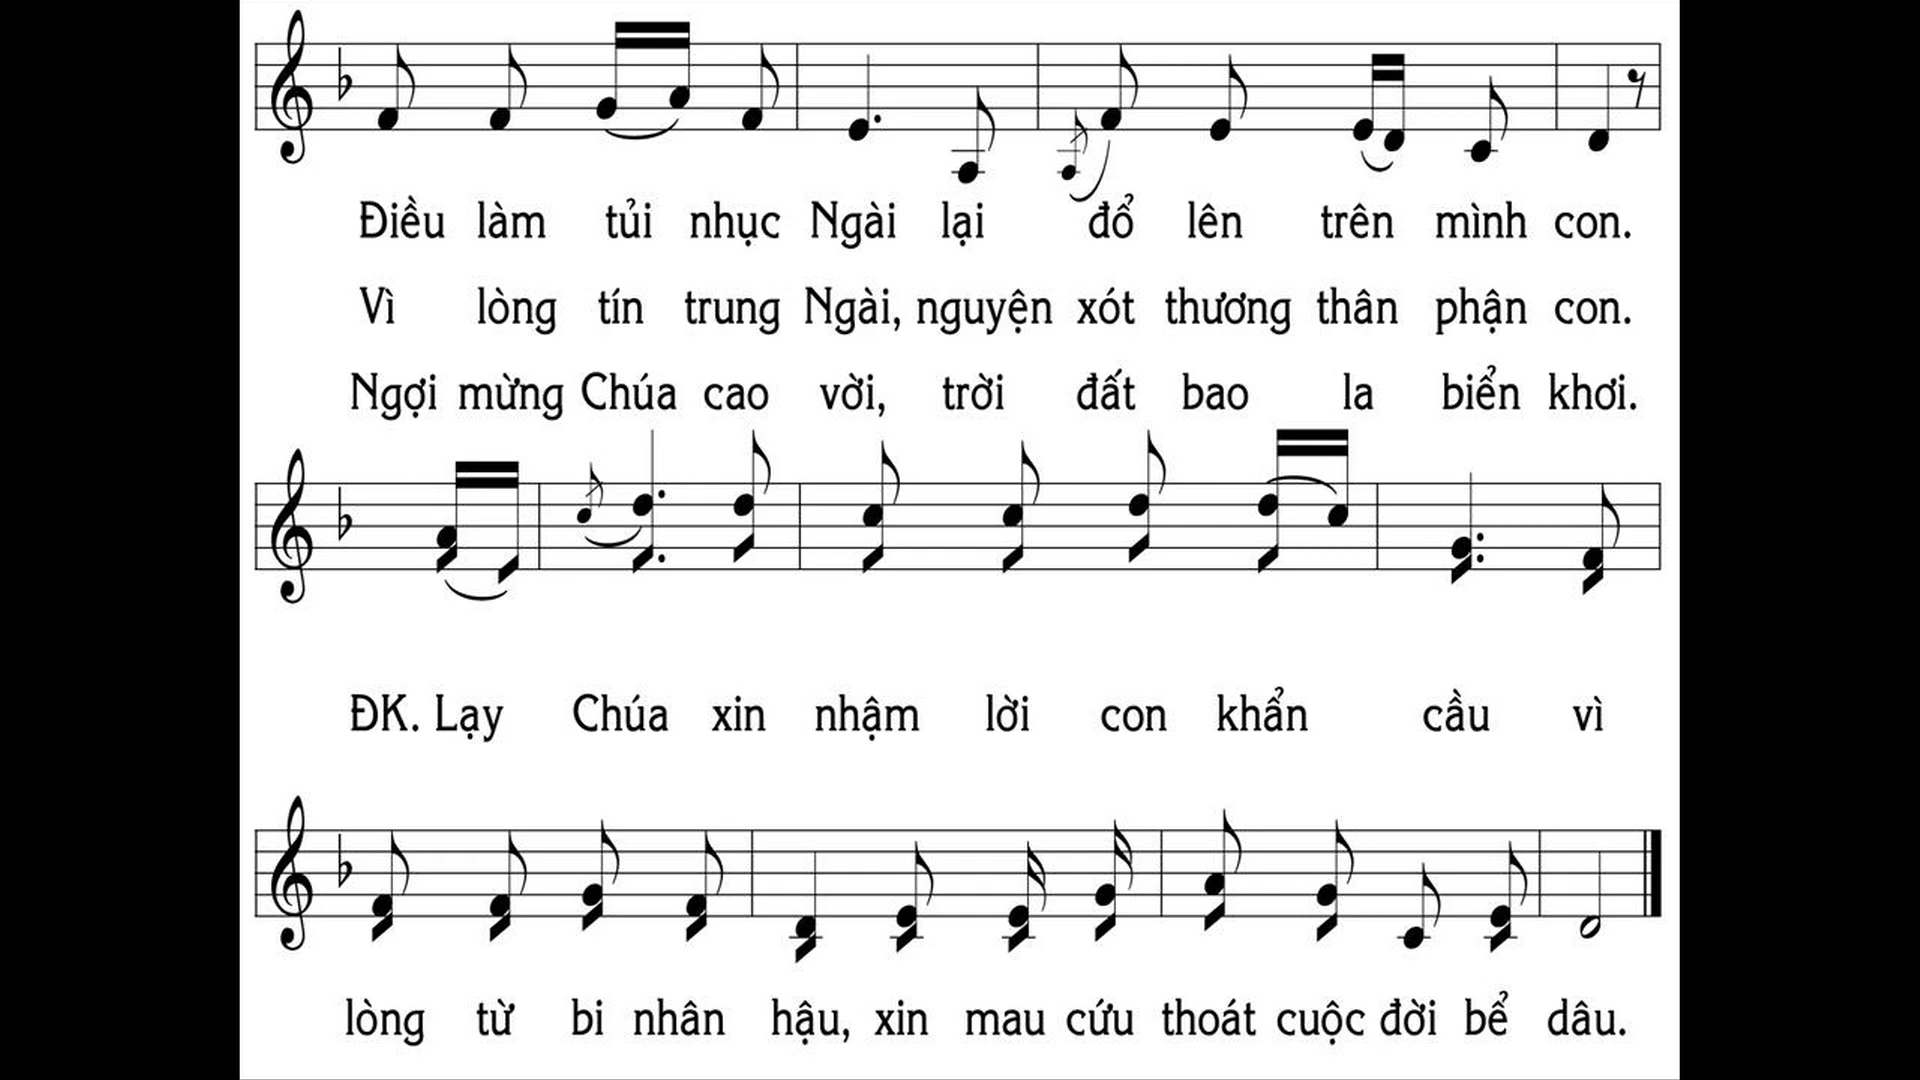 Điều làm tủi nhục Ngài lại đổ lên trên mình con.
Vì lòng tín trung Ngài, nguyện xót thương thân phận con.
Ngợi mừng Chúa cao vời, trời đất bao la biển khơi.
ĐK. Lạy Chúa xin nhậm lời con khẩn cầu vì
lòng từ bi nhân hậu, xin mau cứu thoát cuộc đời bể dâu.